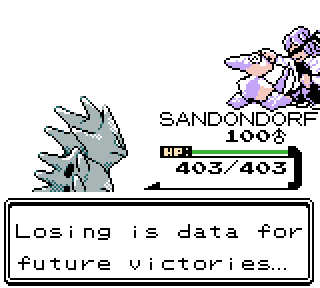 SANDONDORF
100♂
HP:
403/403
Losing is data for
future victories…